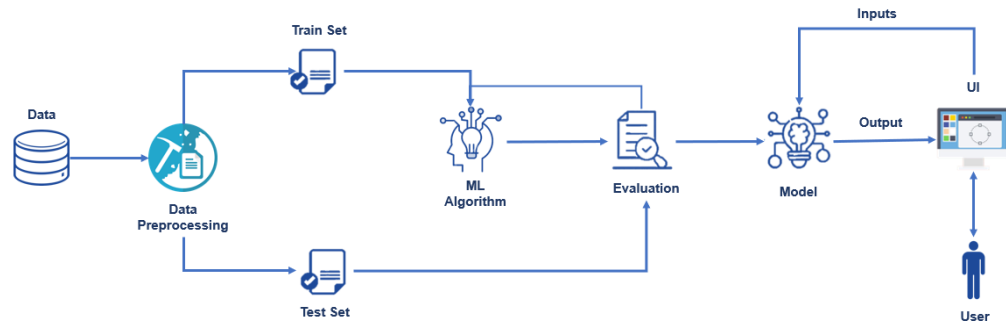 Inputs
Train Set
UI
Data
Output
ML
Algorithm
Evaluation
Model
Data
Preprocessing
Test Set
User